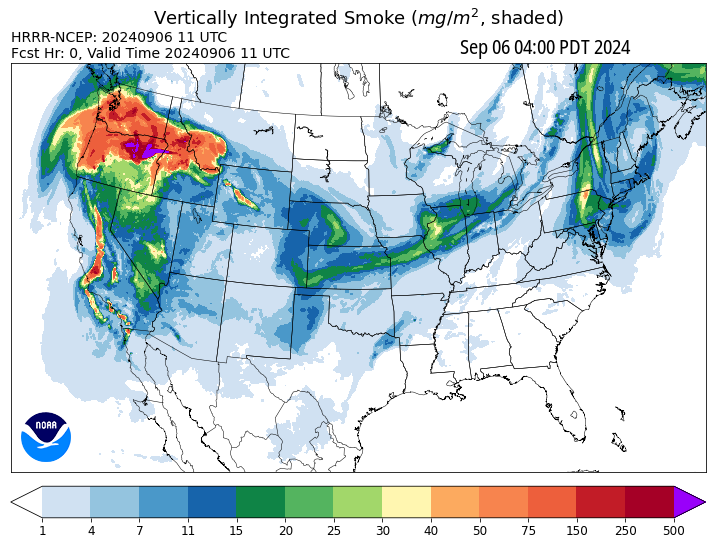 Vertically Integrated Smoke (mg/m², shaded)
HRRR-NCEP: 20240906 11 UTC
Fcst Hr: 0, Valid Time 20240906 11 UTC
Sep 06 04:00 PDT 2024
NOAA
1 4 7 11 15 20 25 30 40 50 75 150 250 500